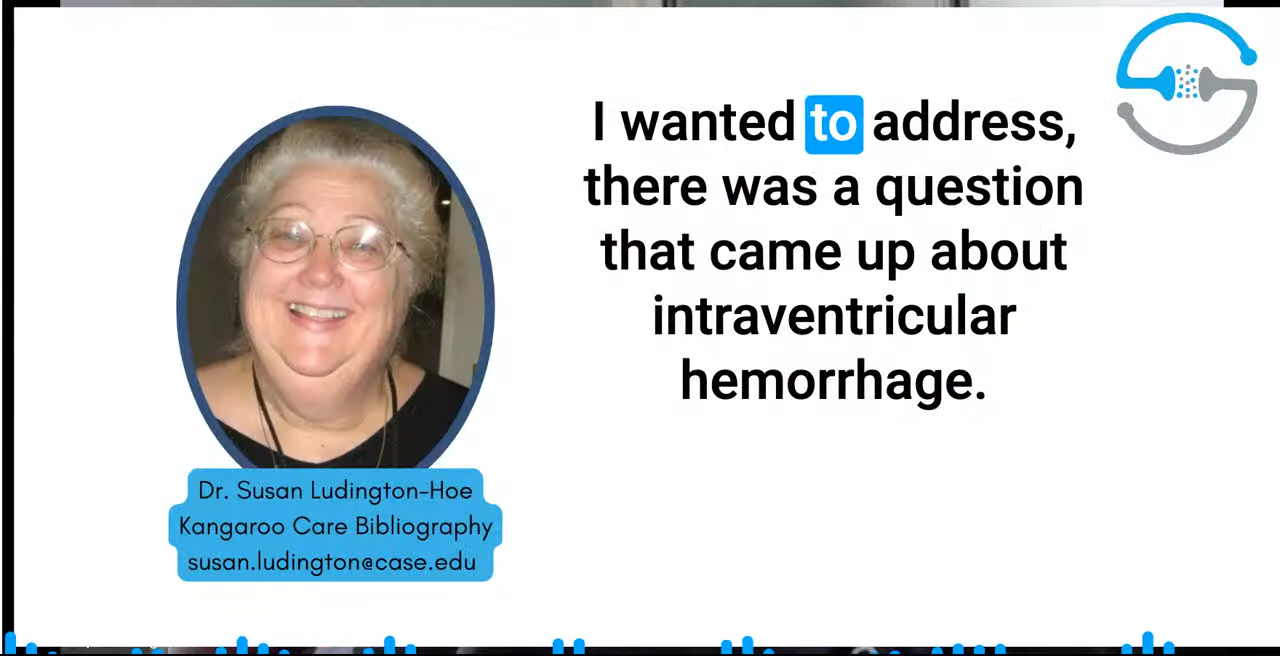 I wanted to address,
there was a question
that came up about
intraventricular
hemorrhage.
Dr. Susan Ludington-Hoe
Kangaroo Care Bibliography
susan.ludington@case.edu